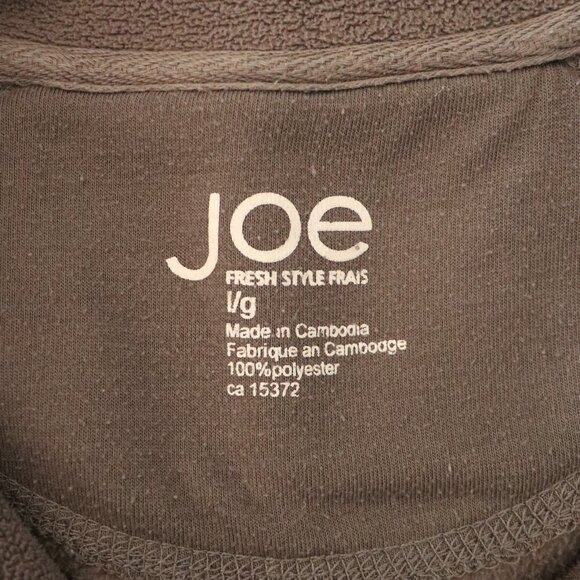 Joe
FRESH STYLE FRAIS
l/g
Made in Cambodia
Fabrique an Cambodge
100%polyester
ca 15372